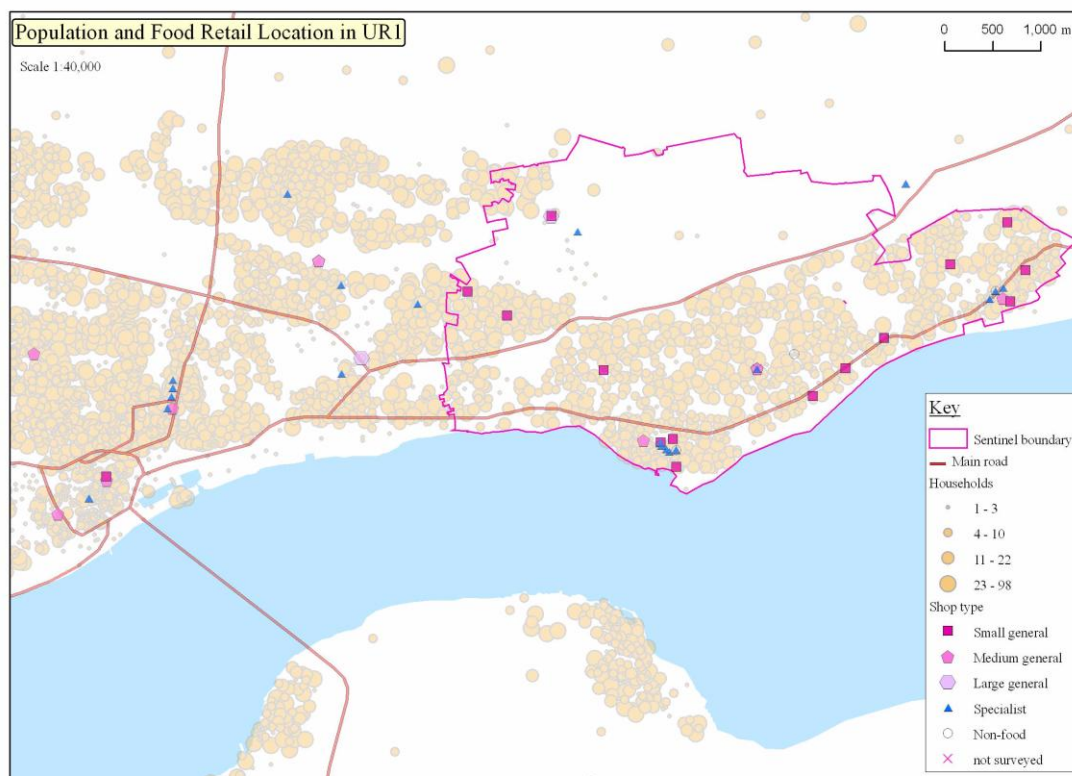 Population and Food Retail Location in UR1
Scale 1:40,000
0 500 1,000 m
Key
Sentinel boundary
Main road
Households
1 - 3
4 - 10
11 - 22
23 - 98
Shop type
Small general
Medium general
Large general
Specialist
Non-food
not surveyed